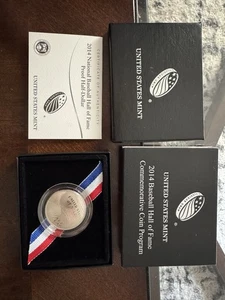 2014 National Baseball Hall of Fame
Proof Half Dollar
UNITED STATES MINT
UNITED STATES MINT
UNITED STATES MINT
2014 Baseball Hall of Fame
Commemorative Coin Program